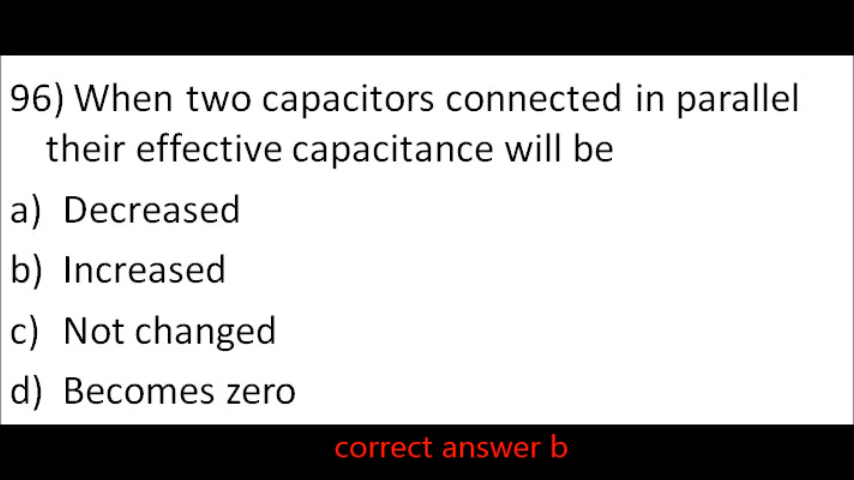 96) When two capacitors connected in parallel
their effective capacitance will be
a) Decreased
b) Increased
c) Not changed
d) Becomes zero
correct answer b